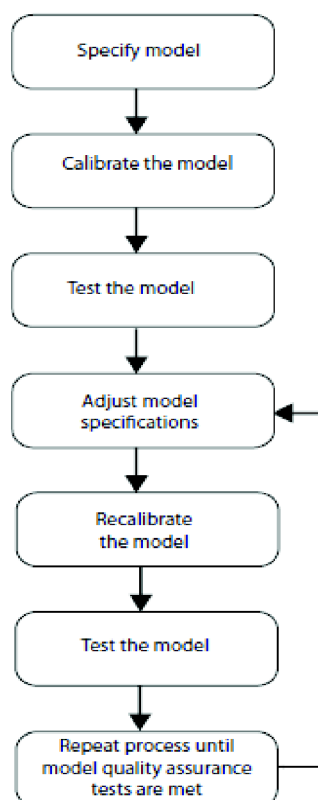 Specify model
Calibrate the model
Test the model
Adjust model
specifications
Recalibrate
the model
Test the model
Repeat process until
model quality assurance
tests are met